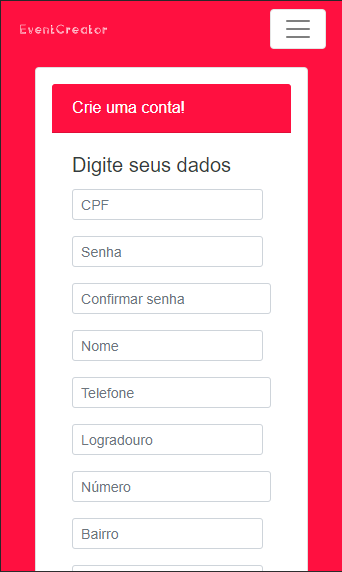 EventCreator
Crie uma conta!
Digite seus dados
CPF
Senha
Confirmar senha
Nome
Telefone
Logradouro
Número
Bairro